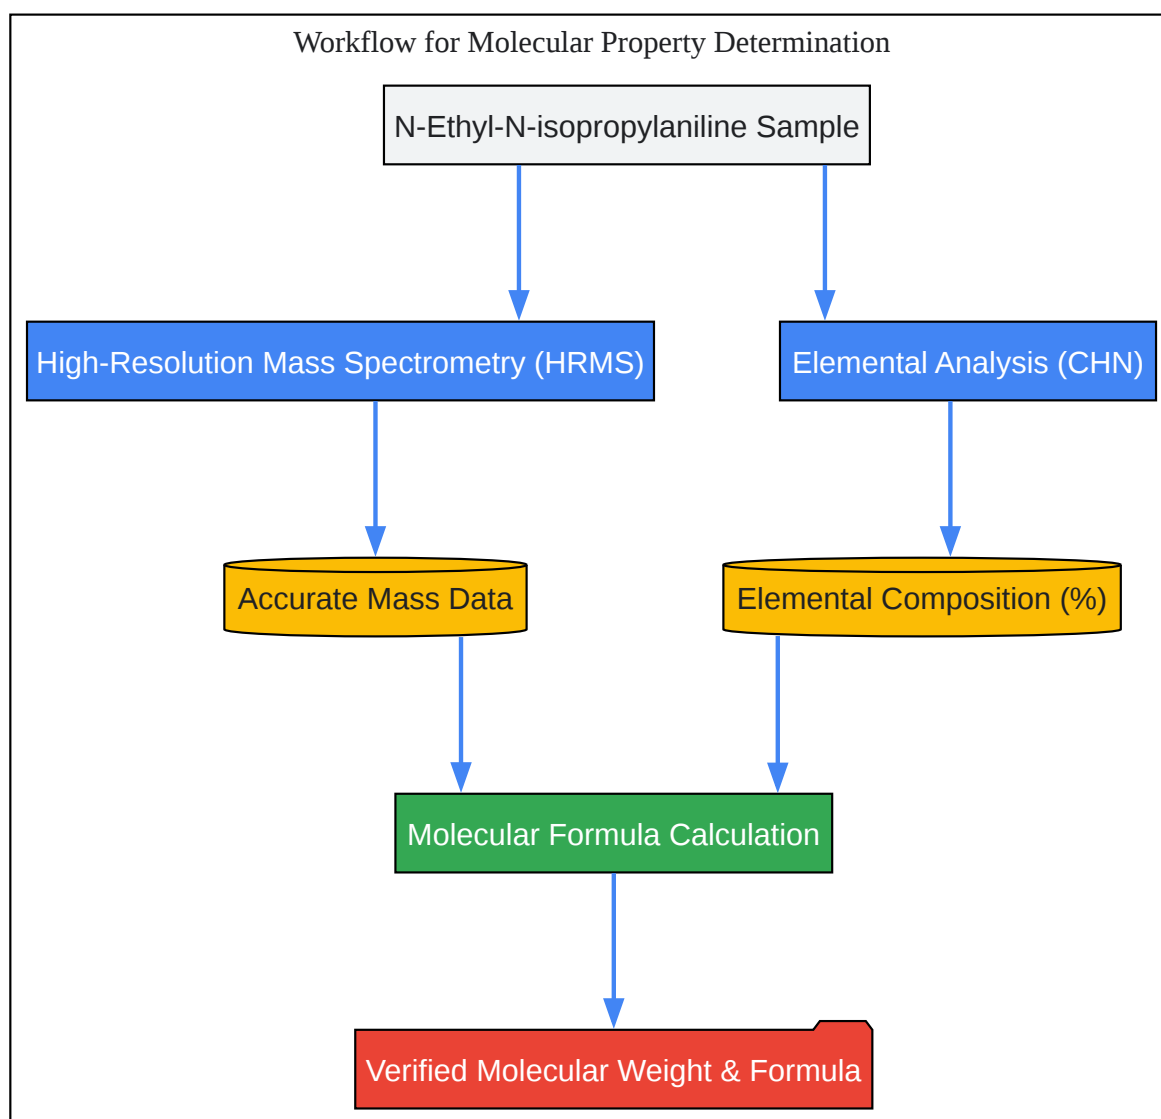 Workflow for Molecular Property Determination
N-Ethyl-N-isopropylaniline Sample
High-Resolution Mass Spectrometry (HRMS)
Elemental Analysis (CHN)
Accurate Mass Data
Elemental Composition (%)
Molecular Formula Calculation
Verified Molecular Weight & Formula